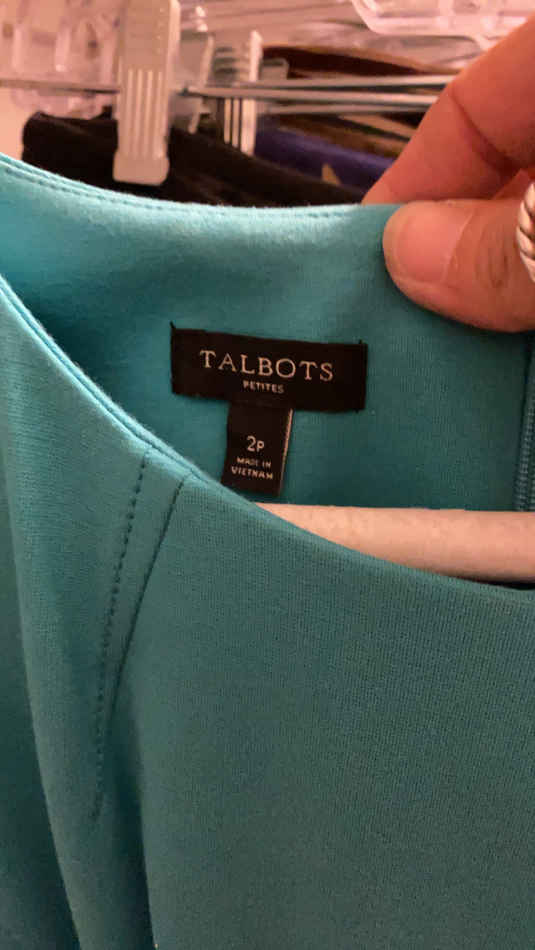 TALBOTS
PETITES
2P
MADE IN
VIETNAM